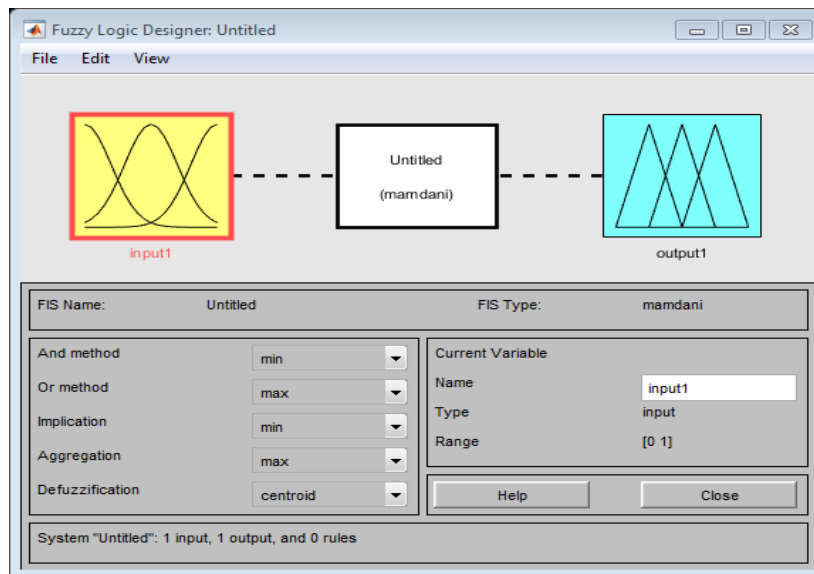 Fuzzy Logic Designer: Untitled
File Edit View
Untitled
(mamdani)
input1
output1
FIS Name: Untitled FIS Type: mamdani
And method min
Or method max
Implication min
Aggregation max
Defuzzification centroid
Current Variable
Name input1
Type input
Range [0 1]
Help Close
System "Untitled": 1 input, 1 output, and 0 rules